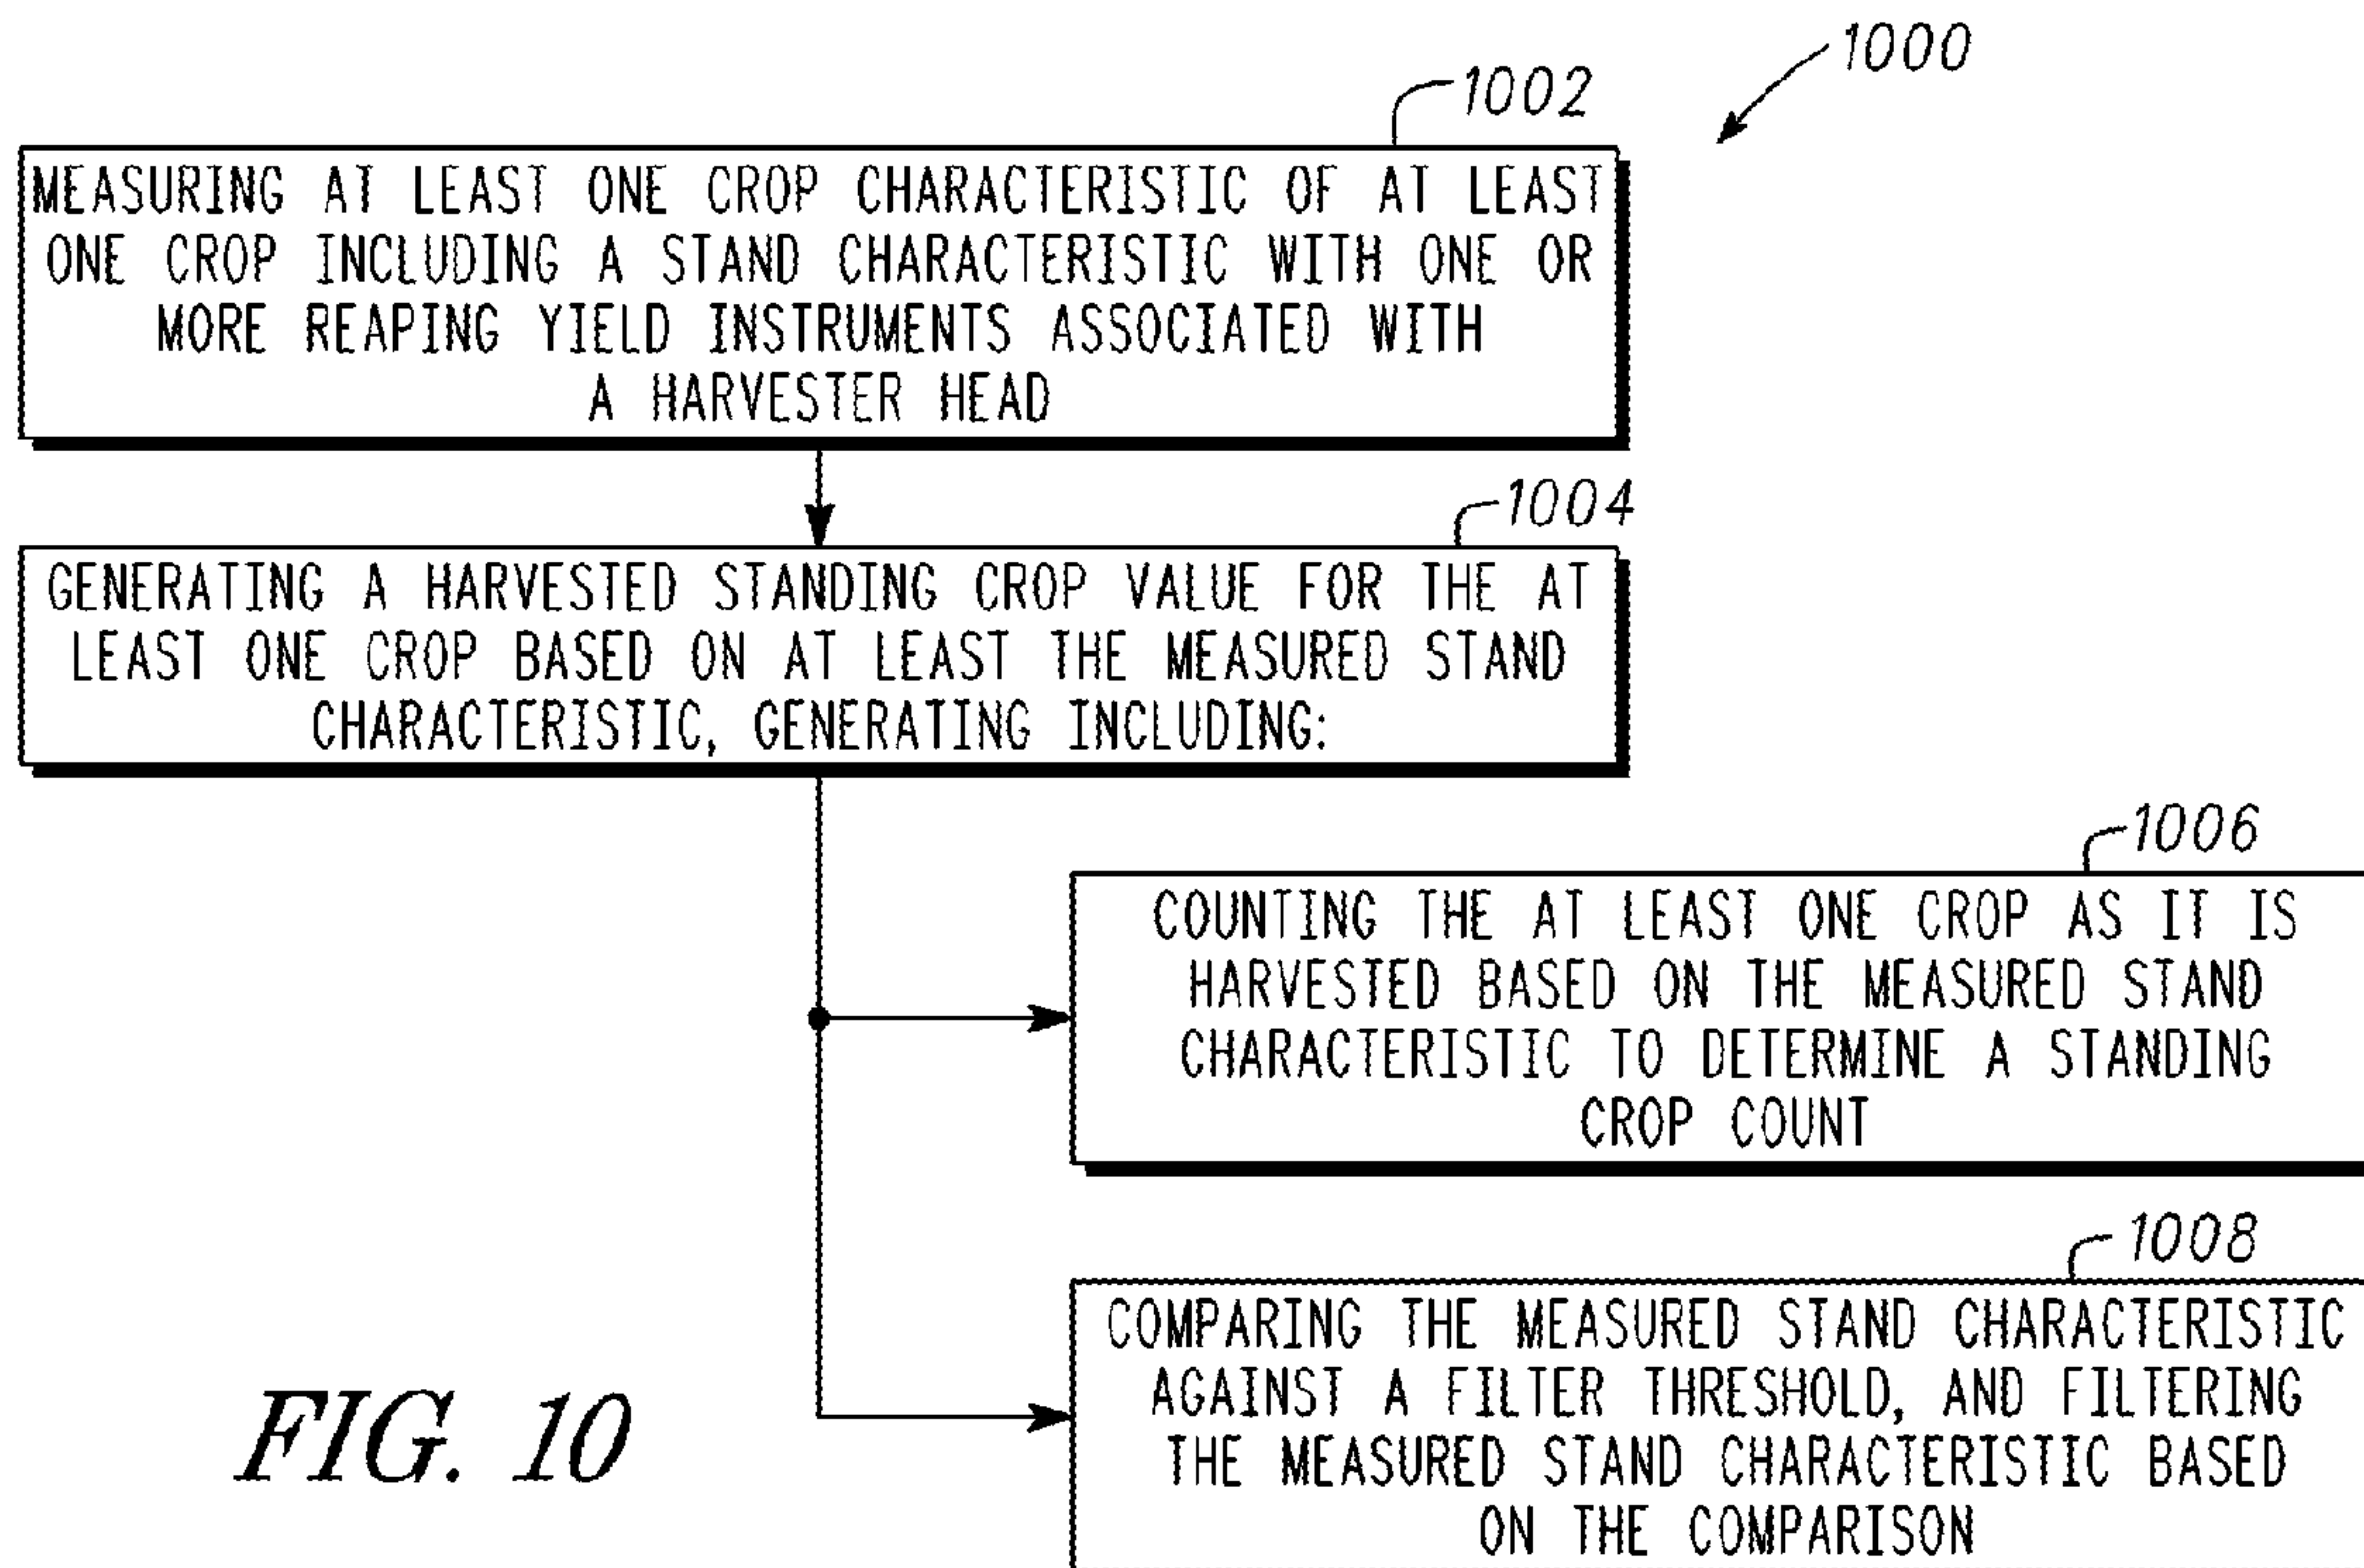 1000
1002
MEASURING AT LEAST ONE CROP CHARACTERISTIC OF AT LEAST
ONE CROP INCLUDING A STAND CHARACTERISTIC WITH ONE OR
MORE REAPING YIELD INSTRUMENTS ASSOCIATED WITH
A HARVESTER HEAD
1004
GENERATING A HARVESTED STANDING CROP VALUE FOR THE AT
LEAST ONE CROP BASED ON AT LEAST THE MEASURED STAND
CHARACTERISTIC, GENERATING INCLUDING:
1006
COUNTING THE AT LEAST ONE CROP AS IT IS
HARVESTED BASED ON THE MEASURED STAND
CHARACTERISTIC TO DETERMINE A STANDING
CROP COUNT
1008
COMPARING THE MEASURED STAND CHARACTERISTIC
AGAINST A FILTER THRESHOLD, AND FILTERING
THE MEASURED STAND CHARACTERISTIC BASED
ON THE COMPARISON
FIG. 10